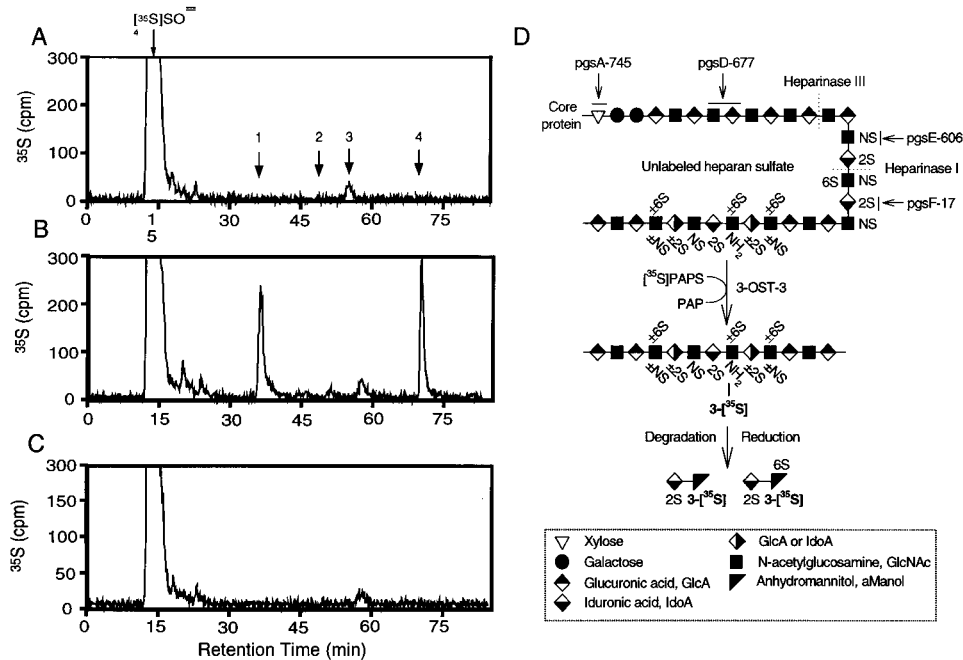 A
[³⁵S]SO
4
=
³⁵S (cpm)
300
200
100
0
1
2
3
4
0
1
5
30
45
60
75
B
³⁵S (cpm)
300
200
100
0
0
15
30
45
60
75
C
³⁵S (cpm)
300
150
100
50
0
0
15
30
45
60
75
Retention Time (min)
D
pgsA-745
pgsD-677
Heparinase III
Core
protein
NS
pgsE-606
2S
Unlabeled heparan sulfate
Heparinase I
6S
NS
2S
pgsF-17
NS
±6S
±6S
±6S
±NS
±2S
NS
2S
NH2
±2S
±NS
[³⁵S]PAPS
3-OST-3
PAP
±6S
±6S
±6S
±NS
±2S
NS
2S
NH2
±2S
±NS
3-[³⁵S]
Degradation
Reduction
6S
2S 3-[³⁵S]
2S 3-[³⁵S]
Xylose
Galactose
Glucuronic acid, GlcA
Iduronic acid, IdoA
GlcA or IdoA
N-acetylglucosamine, GlcNAc
Anhydromannitol, aManol